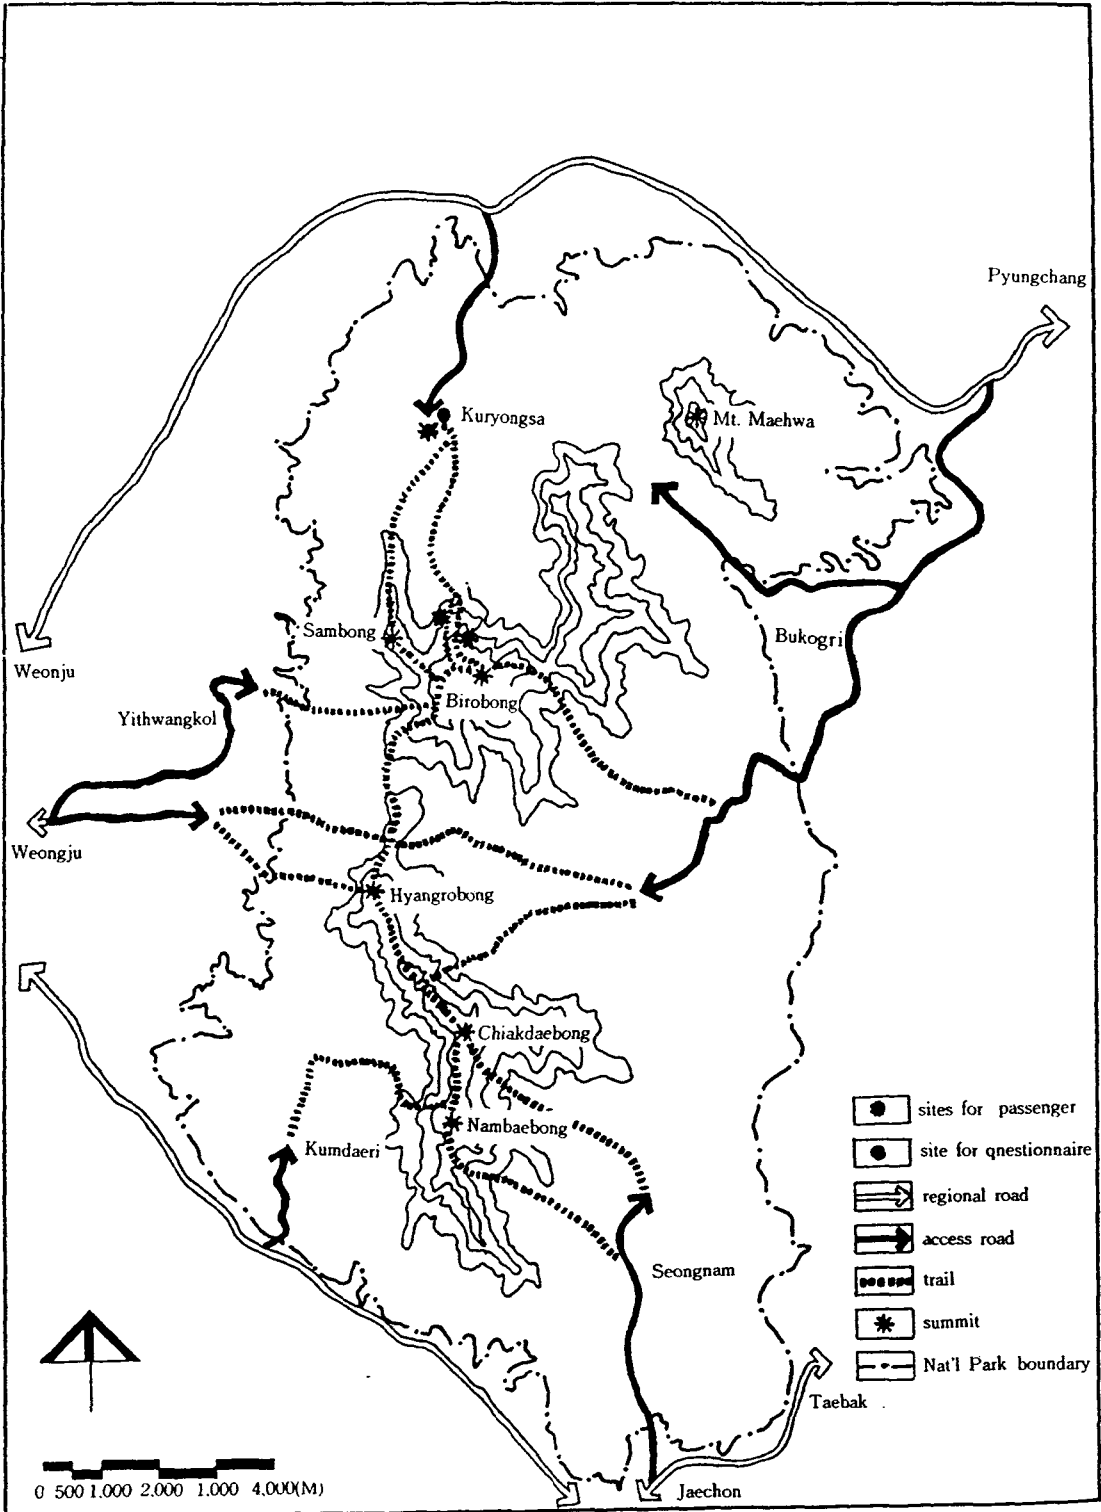 Pyungchang
Kuryongsa
Mt. Maehwa
Sambong
Bukogri
Weonju
Birobong
Yithwangkol
Weongju
Hyangrobong
Chiakdaebong
Nambaebong
Kumdaeri
Seongnam
Taebak
Jaechon
sites for passenger
site for qnestionnaire
regional road
access road
trail
summit
Nat'l Park boundary
0 500 1.000 2.000 1.000 4.000(M)